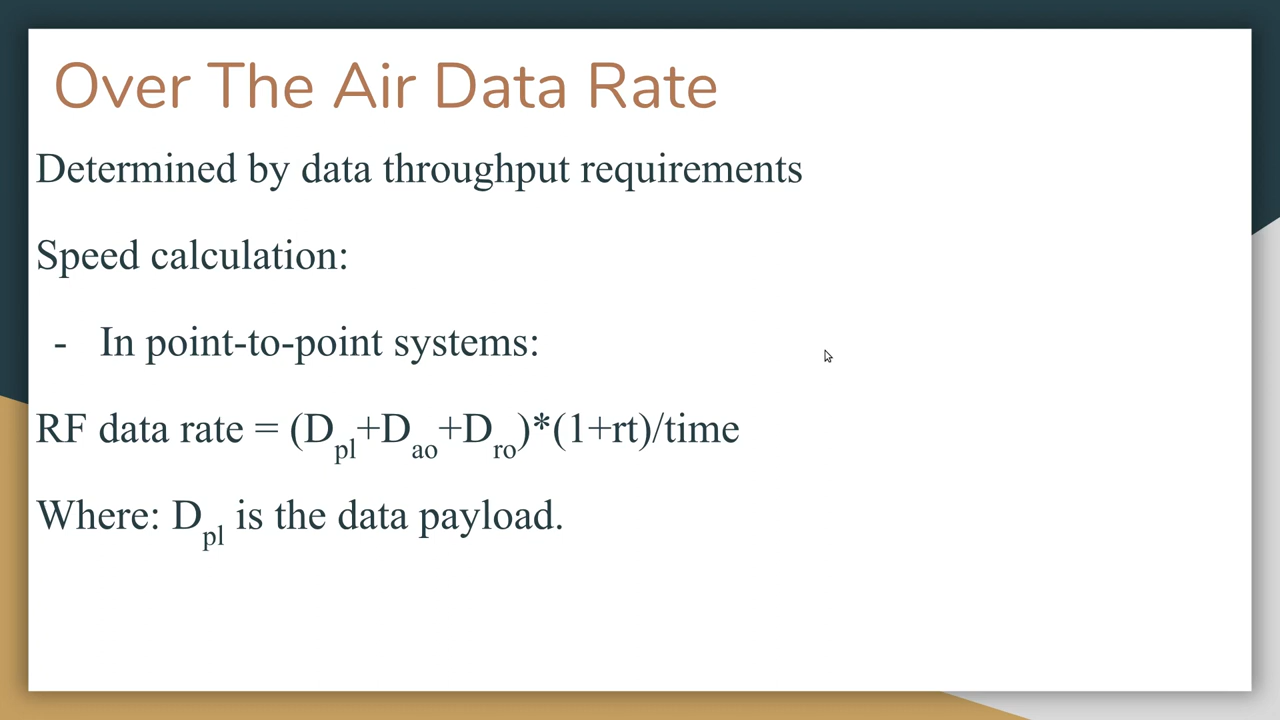 Over The Air Data Rate
Determined by data throughput requirements
Speed calculation:
- In point-to-point systems:
RF data rate = (Dpl+Dao+Dro)*(1+rt)/time
Where: Dpl is the data payload.